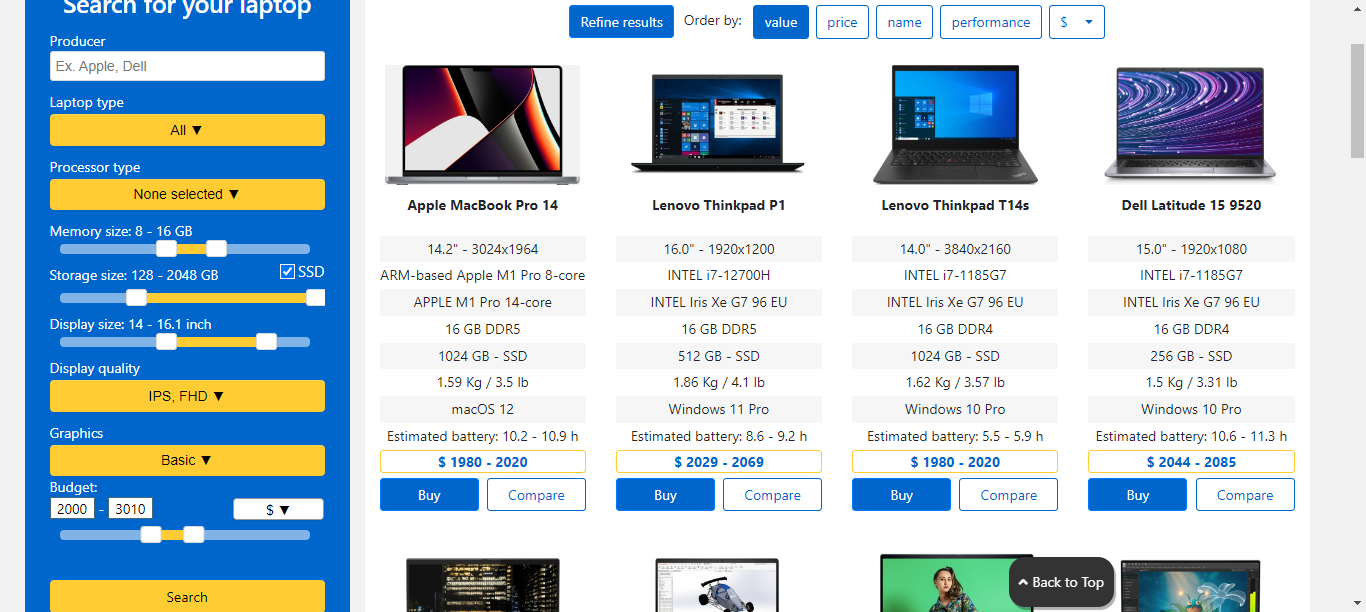 Search for your laptop
Producer
Ex. Apple, Dell
Laptop type
All ▼
Processor type
None selected ▼
Memory size: 8 - 16 GB
Storage size: 128 - 2048 GB
SSD
Display size: 14 - 16.1 inch
Display quality
IPS, FHD ▼
Graphics
Basic ▼
Budget:
2000 - 3010 $ ▼
Search
Refine results Order by: value price name performance $
Apple MacBook Pro 14
14.2" - 3024x1964
ARM-based Apple M1 Pro 8-core
APPLE M1 Pro 14-core
16 GB DDR5
1024 GB - SSD
1.59 Kg / 3.5 lb
macOS 12
Estimated battery: 10.2 - 10.9 h
$ 1980 - 2020
Buy Compare
Lenovo Thinkpad P1
16.0" - 1920x1200
INTEL i7-12700H
INTEL Iris Xe G7 96 EU
16 GB DDR5
512 GB - SSD
1.86 Kg / 4.1 lb
Windows 11 Pro
Estimated battery: 8.6 - 9.2 h
$ 2029 - 2069
Buy Compare
Lenovo Thinkpad T14s
14.0" - 3840x2160
INTEL i7-1185G7
INTEL Iris Xe G7 96 EU
16 GB DDR4
1024 GB - SSD
1.62 Kg / 3.57 lb
Windows 10 Pro
Estimated battery: 5.5 - 5.9 h
$ 1980 - 2020
Buy Compare
Dell Latitude 15 9520
15.0" - 1920x1080
INTEL i7-1185G7
INTEL Iris Xe G7 96 EU
16 GB DDR4
256 GB - SSD
1.5 Kg / 3.31 lb
Windows 10 Pro
Estimated battery: 10.6 - 11.3 h
$ 2044 - 2085
Buy Compare
Back to Top